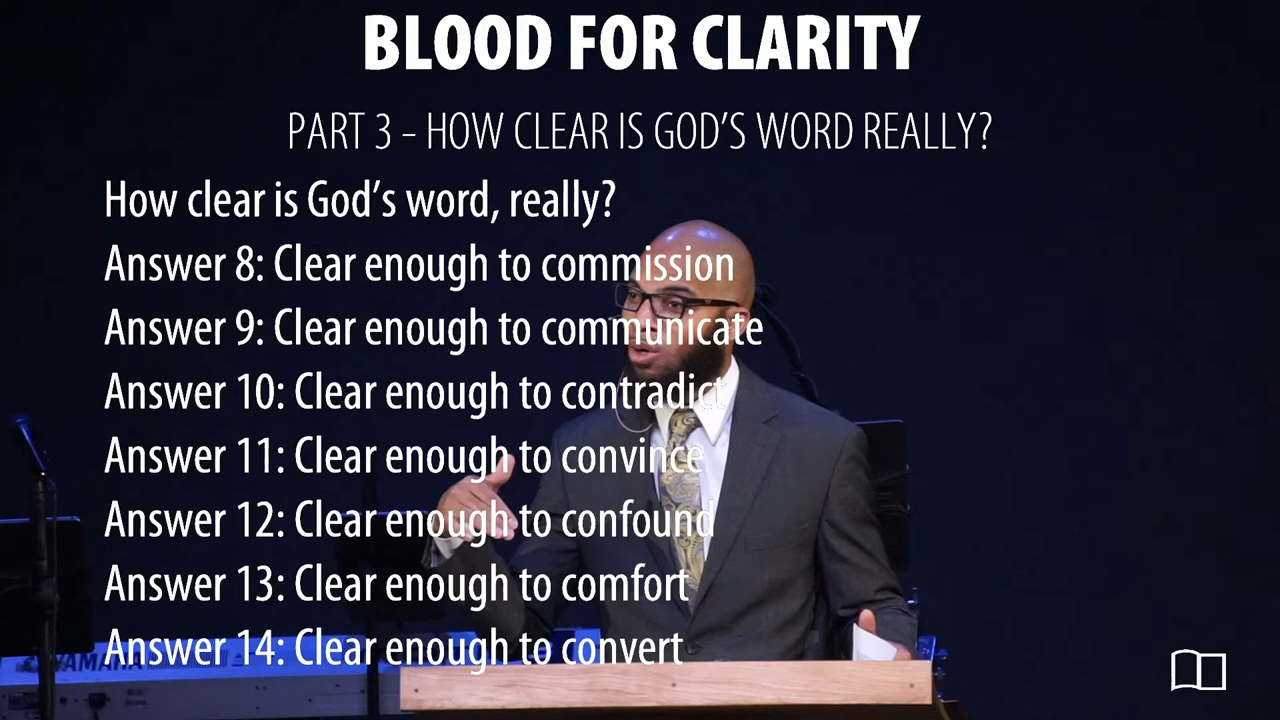 BLOOD FOR CLARITY
PART 3 – HOW CLEAR IS GOD’S WORD REALLY?
How clear is God’s word, really?
Answer 8: Clear enough to commission
Answer 9: Clear enough to communicate
Answer 10: Clear enough to contradict
Answer 11: Clear enough to convince
Answer 12: Clear enough to confound
Answer 13: Clear enough to comfort
Answer 14: Clear enough to convert
YAMAHA